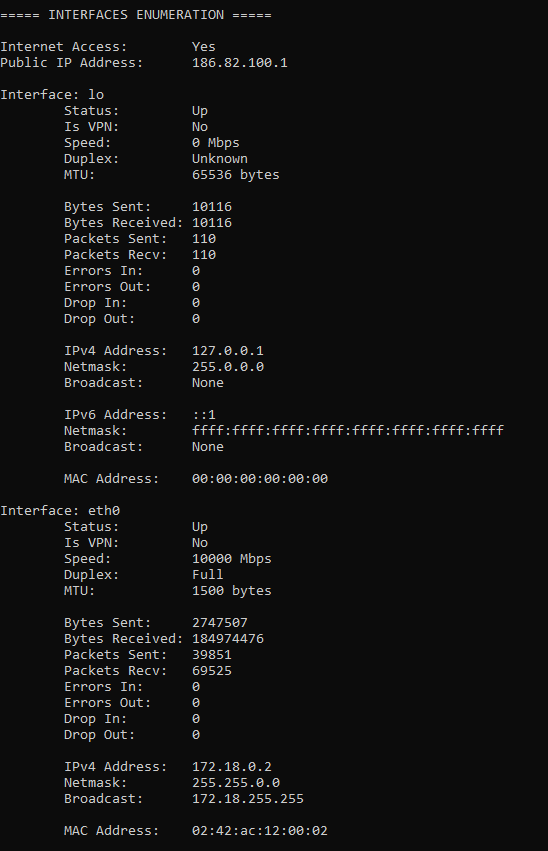 ===== INTERFACES ENUMERATION =====
Internet Access: Yes
Public IP Address: 186.82.100.1
Interface: lo
Status: Up
Is VPN: No
Speed: 0 Mbps
Duplex: Unknown
MTU: 65536 bytes
Bytes Sent: 10116
Bytes Received: 10116
Packets Sent: 110
Packets Recv: 110
Errors In: 0
Errors Out: 0
Drop In: 0
Drop Out: 0
IPv4 Address: 127.0.0.1
Netmask: 255.0.0.0
Broadcast: None
IPv6 Address: ::1
Netmask: ffff:ffff:ffff:ffff:ffff:ffff:ffff:ffff
Broadcast: None
MAC Address: 00:00:00:00:00:00
Interface: eth0
Status: Up
Is VPN: No
Speed: 10000 Mbps
Duplex: Full
MTU: 1500 bytes
Bytes Sent: 2747507
Bytes Received: 184974476
Packets Sent: 39851
Packets Recv: 69525
Errors In: 0
Errors Out: 0
Drop In: 0
Drop Out: 0
IPv4 Address: 172.18.0.2
Netmask: 255.255.0.0
Broadcast: 172.18.255.255
MAC Address: 02:42:ac:12:00:02